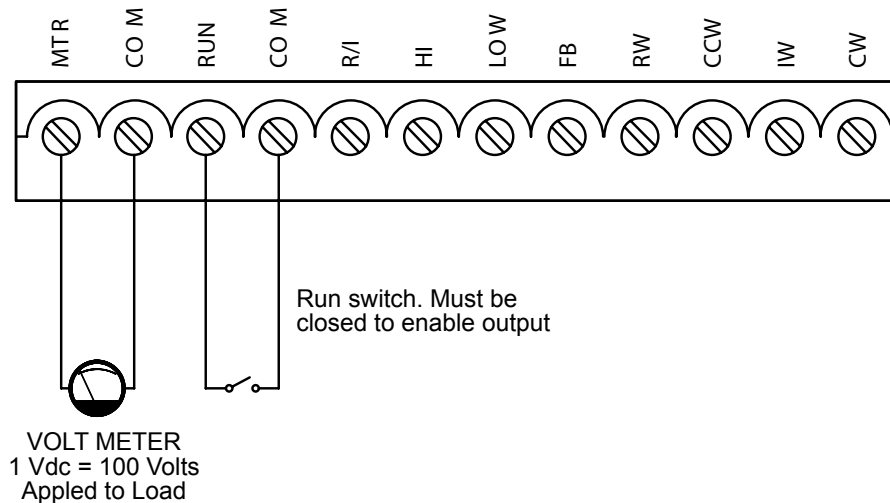 MTR
COM
RUN
COM
R/I
HI
LOW
FB
RW
CCW
IW
CW
Run switch. Must be
closed to enable output
VOLT METER
1 Vdc = 100 Volts
Appled to Load